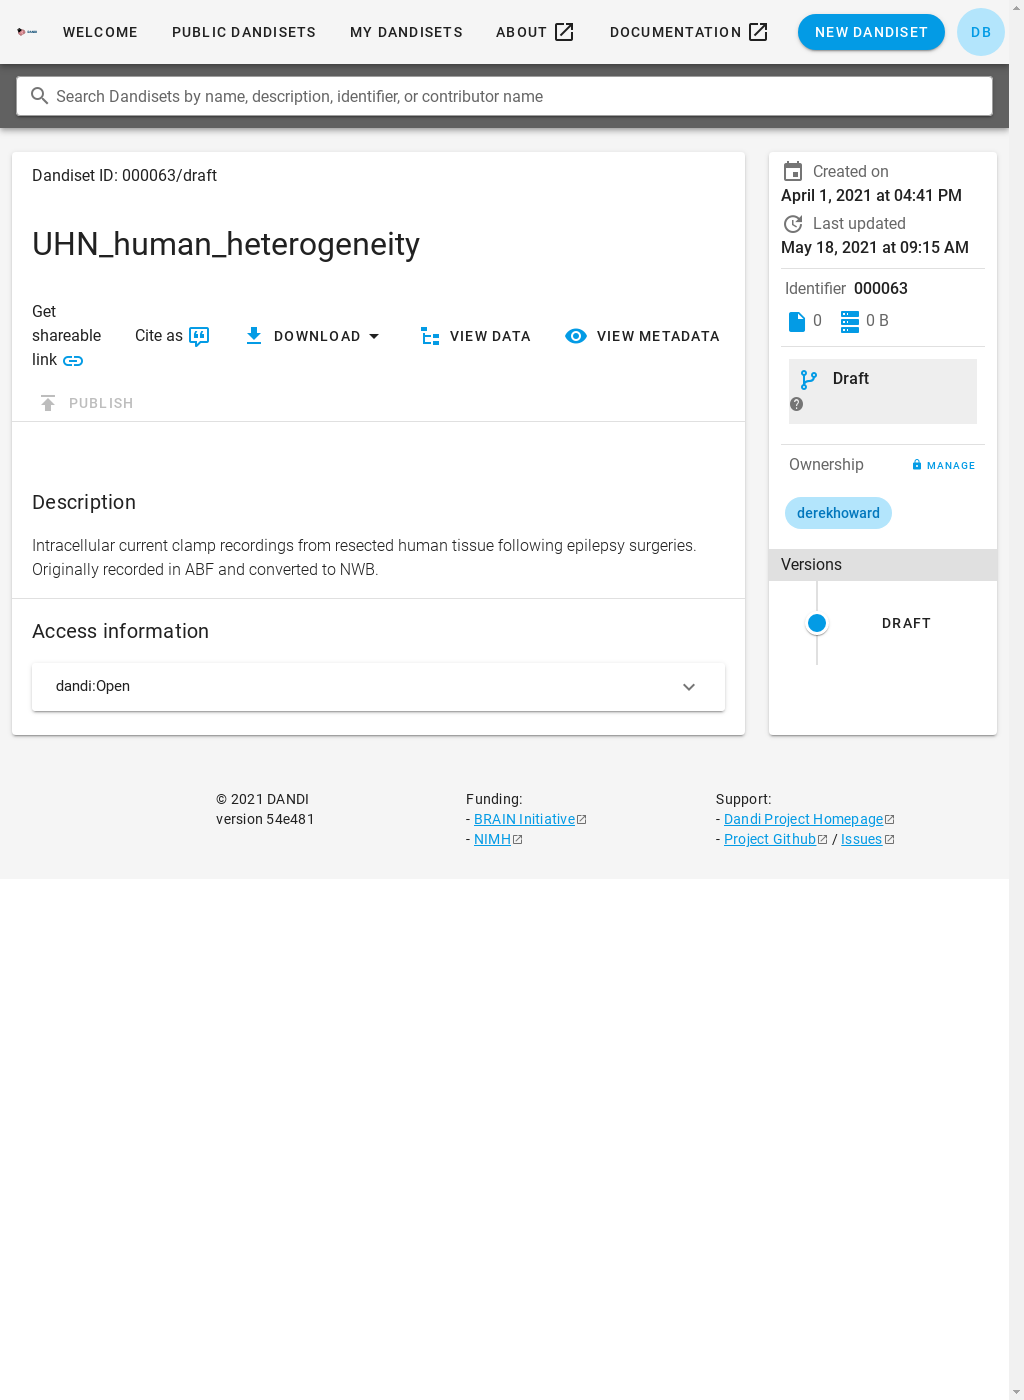 WELCOME PUBLIC DANDISETS MY DANDISETS ABOUT DOCUMENTATION NEW DANDISET DB
Search Dandisets by name, description, identifier, or contributor name
Dandiset ID: 000063/draft
UHN_human_heterogeneity
Get
shareable
link
Cite as
DOWNLOAD
VIEW DATA
VIEW METADATA
PUBLISH
Description
Intracellular current clamp recordings from resected human tissue following epilepsy surgeries.
Originally recorded in ABF and converted to NWB.
Access information
dandi:Open
Created on
April 1, 2021 at 04:41 PM
Last updated
May 18, 2021 at 09:15 AM
Identifier 000063
0 0 B
Draft
Ownership MANAGE
derekhoward
Versions
DRAFT
© 2021 DANDI
version 54e481
Funding:
- BRAIN Initiative
- NIMH
Support:
- Dandi Project Homepage
- Project Github / Issues